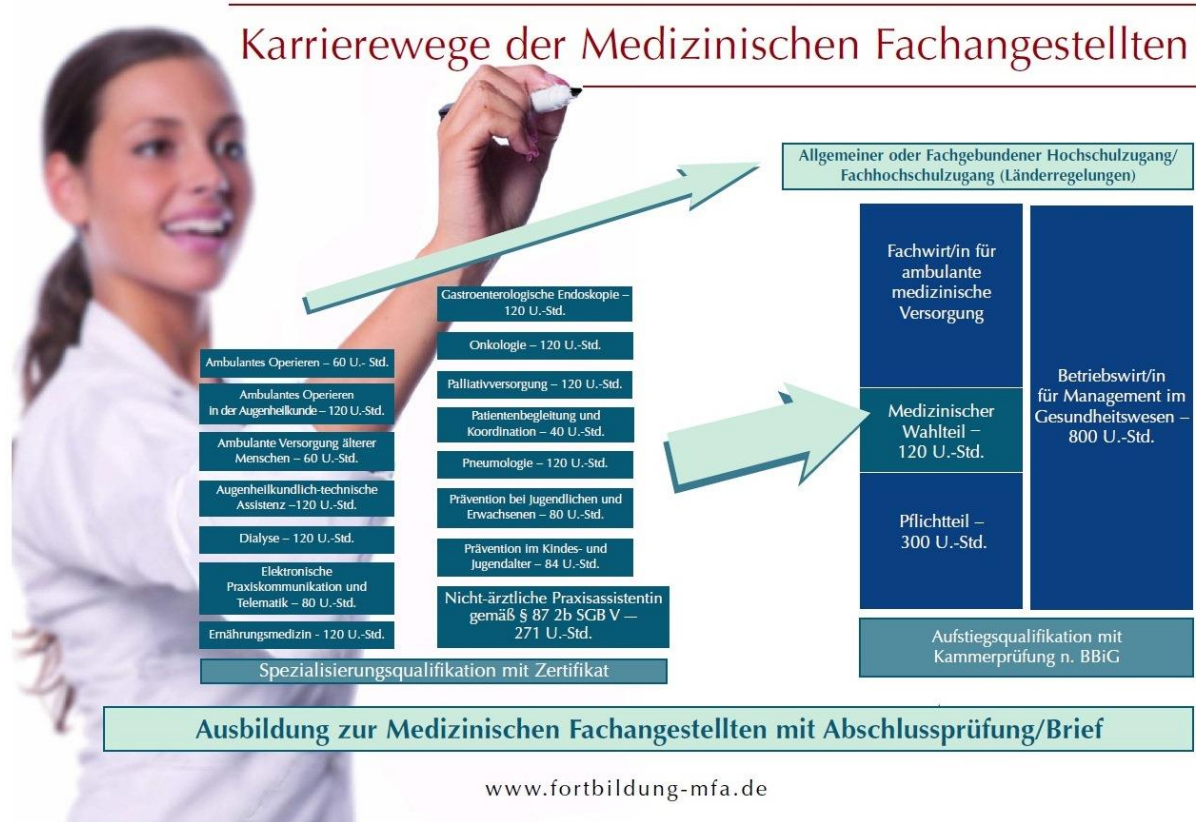 Karrierewege der Medizinischen Fachangestellten
Allgemeiner oder Fachgebundener Hochschulzugang/
Fachhochschulzugang (Länderregelungen)
Ambulantes Operieren – 60 U.- Std.
Ambulantes Operieren
in der Augenheilkunde – 120 U.-Std.
Ambulante Versorgung älterer
Menschen – 60 U.-Std.
Augenheilkundlich-technische
Assistenz –120 U.-Std.
Dialyse – 120 U.-Std.
Elektronische
Praxiskommunikation und
Telematik – 80 U.-Std.
Ernährungsmedizin - 120 U.-Std.
Gastroenterologische Endoskopie –
120 U.-Std.
Onkologie – 120 U.-Std.
Palliativversorgung – 120 U.-Std.
Patientenbegleitung und
Koordination – 40 U.-Std.
Pneumologie – 120 U.-Std.
Prävention bei Jugendlichen und
Erwachsenen – 80 U.-Std.
Prävention im Kindes- und
Jugendalter – 84 U.-Std.
Nicht-ärztliche Praxisassistentin
gemäß § 87 2b SGB V —
271 U.-Std.
Spezialisierungsqualifikation mit Zertifikat
Fachwirt/in für
ambulante
medizinische
Versorgung
Medizinischer
Wahlteil –
120 U.-Std.
Pflichtteil –
300 U.-Std.
Betriebswirt/in
für Management im
Gesundheitswesen –
800 U.-Std.
Aufstiegsqualifikation mit
Kammerprüfung n. BBiG
Ausbildung zur Medizinischen Fachangestellten mit Abschlussprüfung/Brief
www.fortbildung-mfa.de